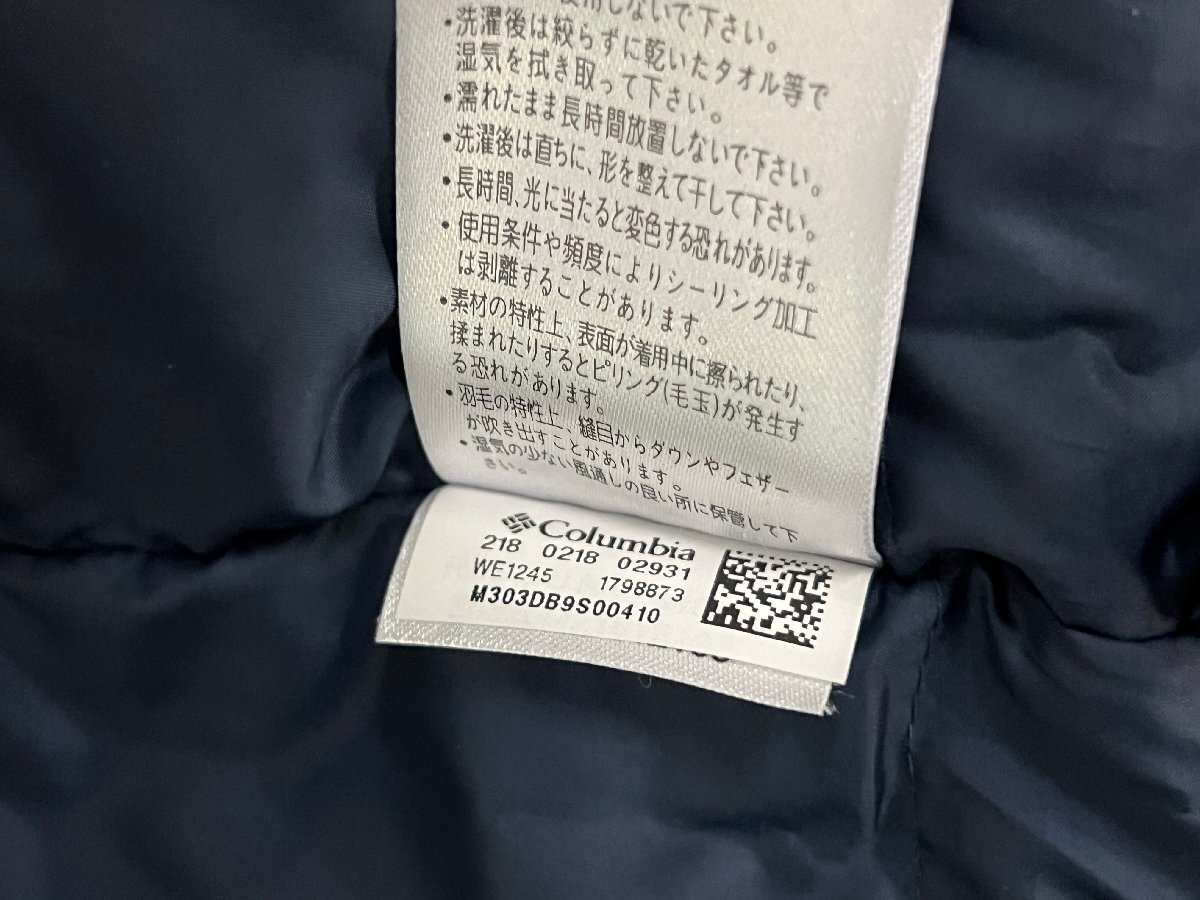 用しないで下さい。
・洗濯後は絞らずに乾いたタオル等で
湿気を拭き取って下さい。
・濡れたまま長時間放置しないで下さい。
・洗濯後は直ちに、形を整えて干して下さい。
・長時間、光に当たると変色する恐れがあります。
・使用条件や頻度によりシーリング加工
は剥離することがあります。
・素材の特性上、表面が着用中に擦られたり、
揉まれたりするとピリング(毛玉)が発生す
る恐れがあります。
・羽毛の特性上、縫目からダウンやフェザー
が吹き出すことがあります。
・湿気の少ない風通しの良い所に保管して下
さい。
Columbia
218 0218 02931
WE1245 1798873
M303DB9S00410